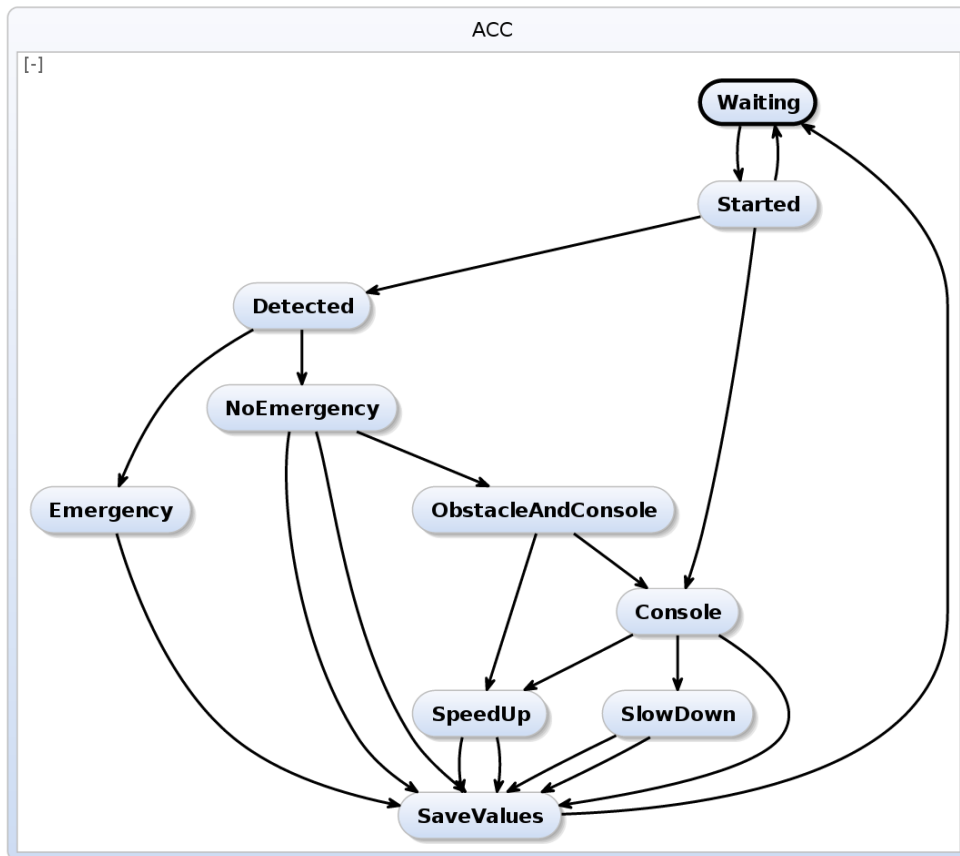 ACC
[-]
Waiting
Started
Detected
NoEmergency
Emergency
ObstacleAndConsole
Console
SpeedUp
SlowDown
SaveValues